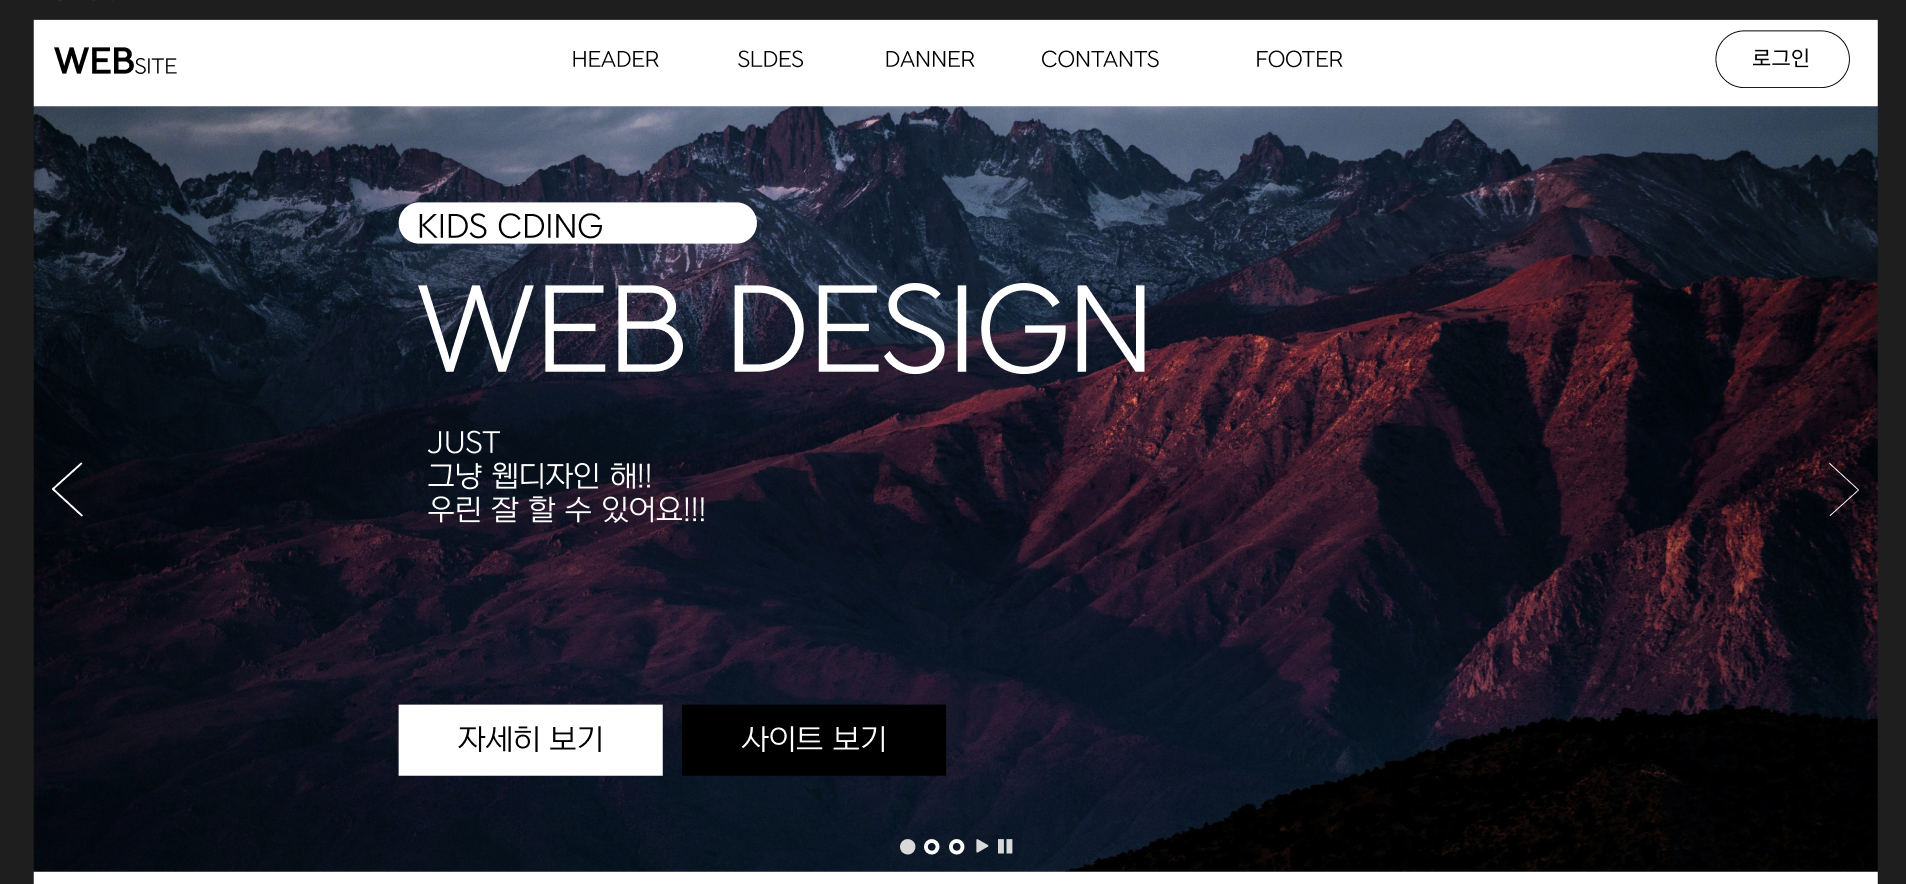 WEBSITE
HEADER SLDES DANNER CONTANTS FOOTER
로그인
KIDS CDING
WEB DESIGN
JUST
그냥 웹디자인 해!!
우린 잘 할 수 있어요!!!
자세히 보기
사이트 보기